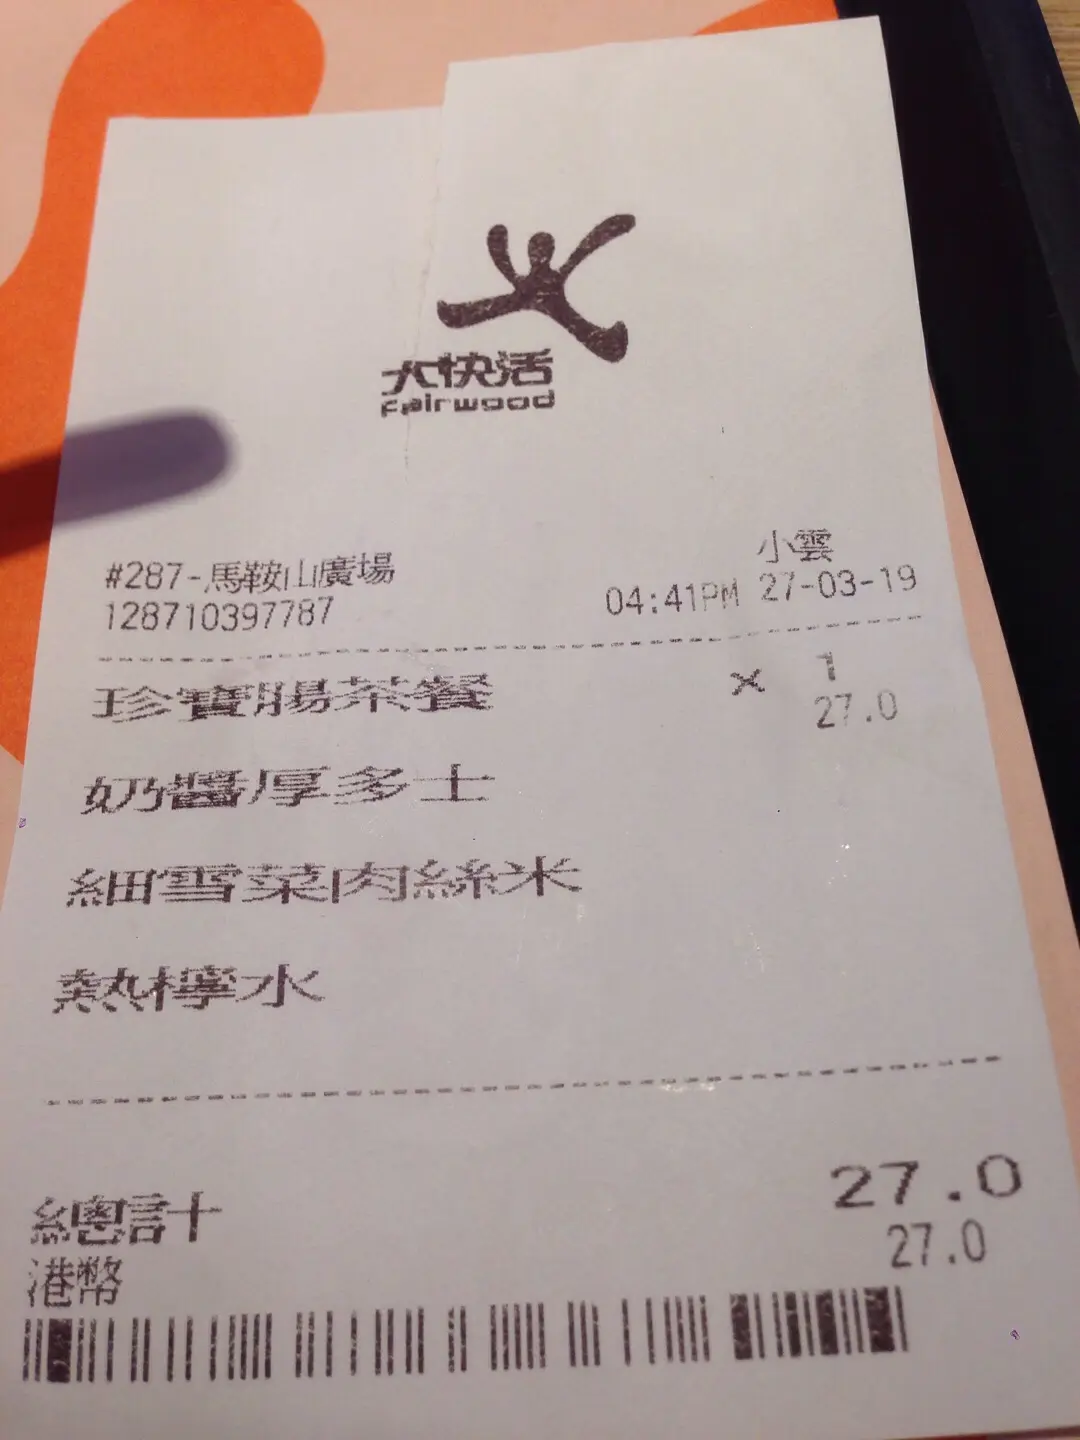 大快活
Fairwood
小雲
#287-馬鞍山廣場
04:41PM 27-03-19
128710397787
珍寶腸茶餐 × 1
27.0
奶醬厚多士
細雪菜肉絲米
熱檸水
總計 27.0
港幣 27.0